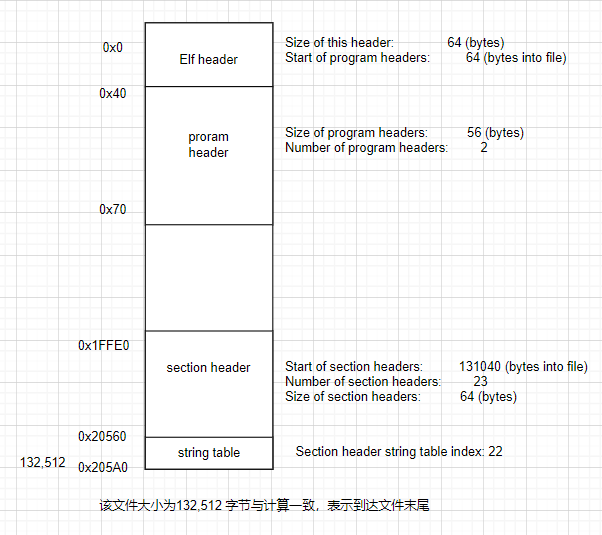 0x0
Elf header
Size of this header: 64 (bytes)
Start of program headers: 64 (bytes into file)
0x40
proram
header
Size of program headers: 56 (bytes)
Number of program headers: 2
0x70
0x1FFE0
section header
Start of section headers: 131040 (bytes into file)
Number of section headers: 23
Size of section headers: 64 (bytes)
0x20560
string table
Section header string table index: 22
132,512 0x205A0
该文件大小为132,512 字节与计算一致，表示到达文件末尾